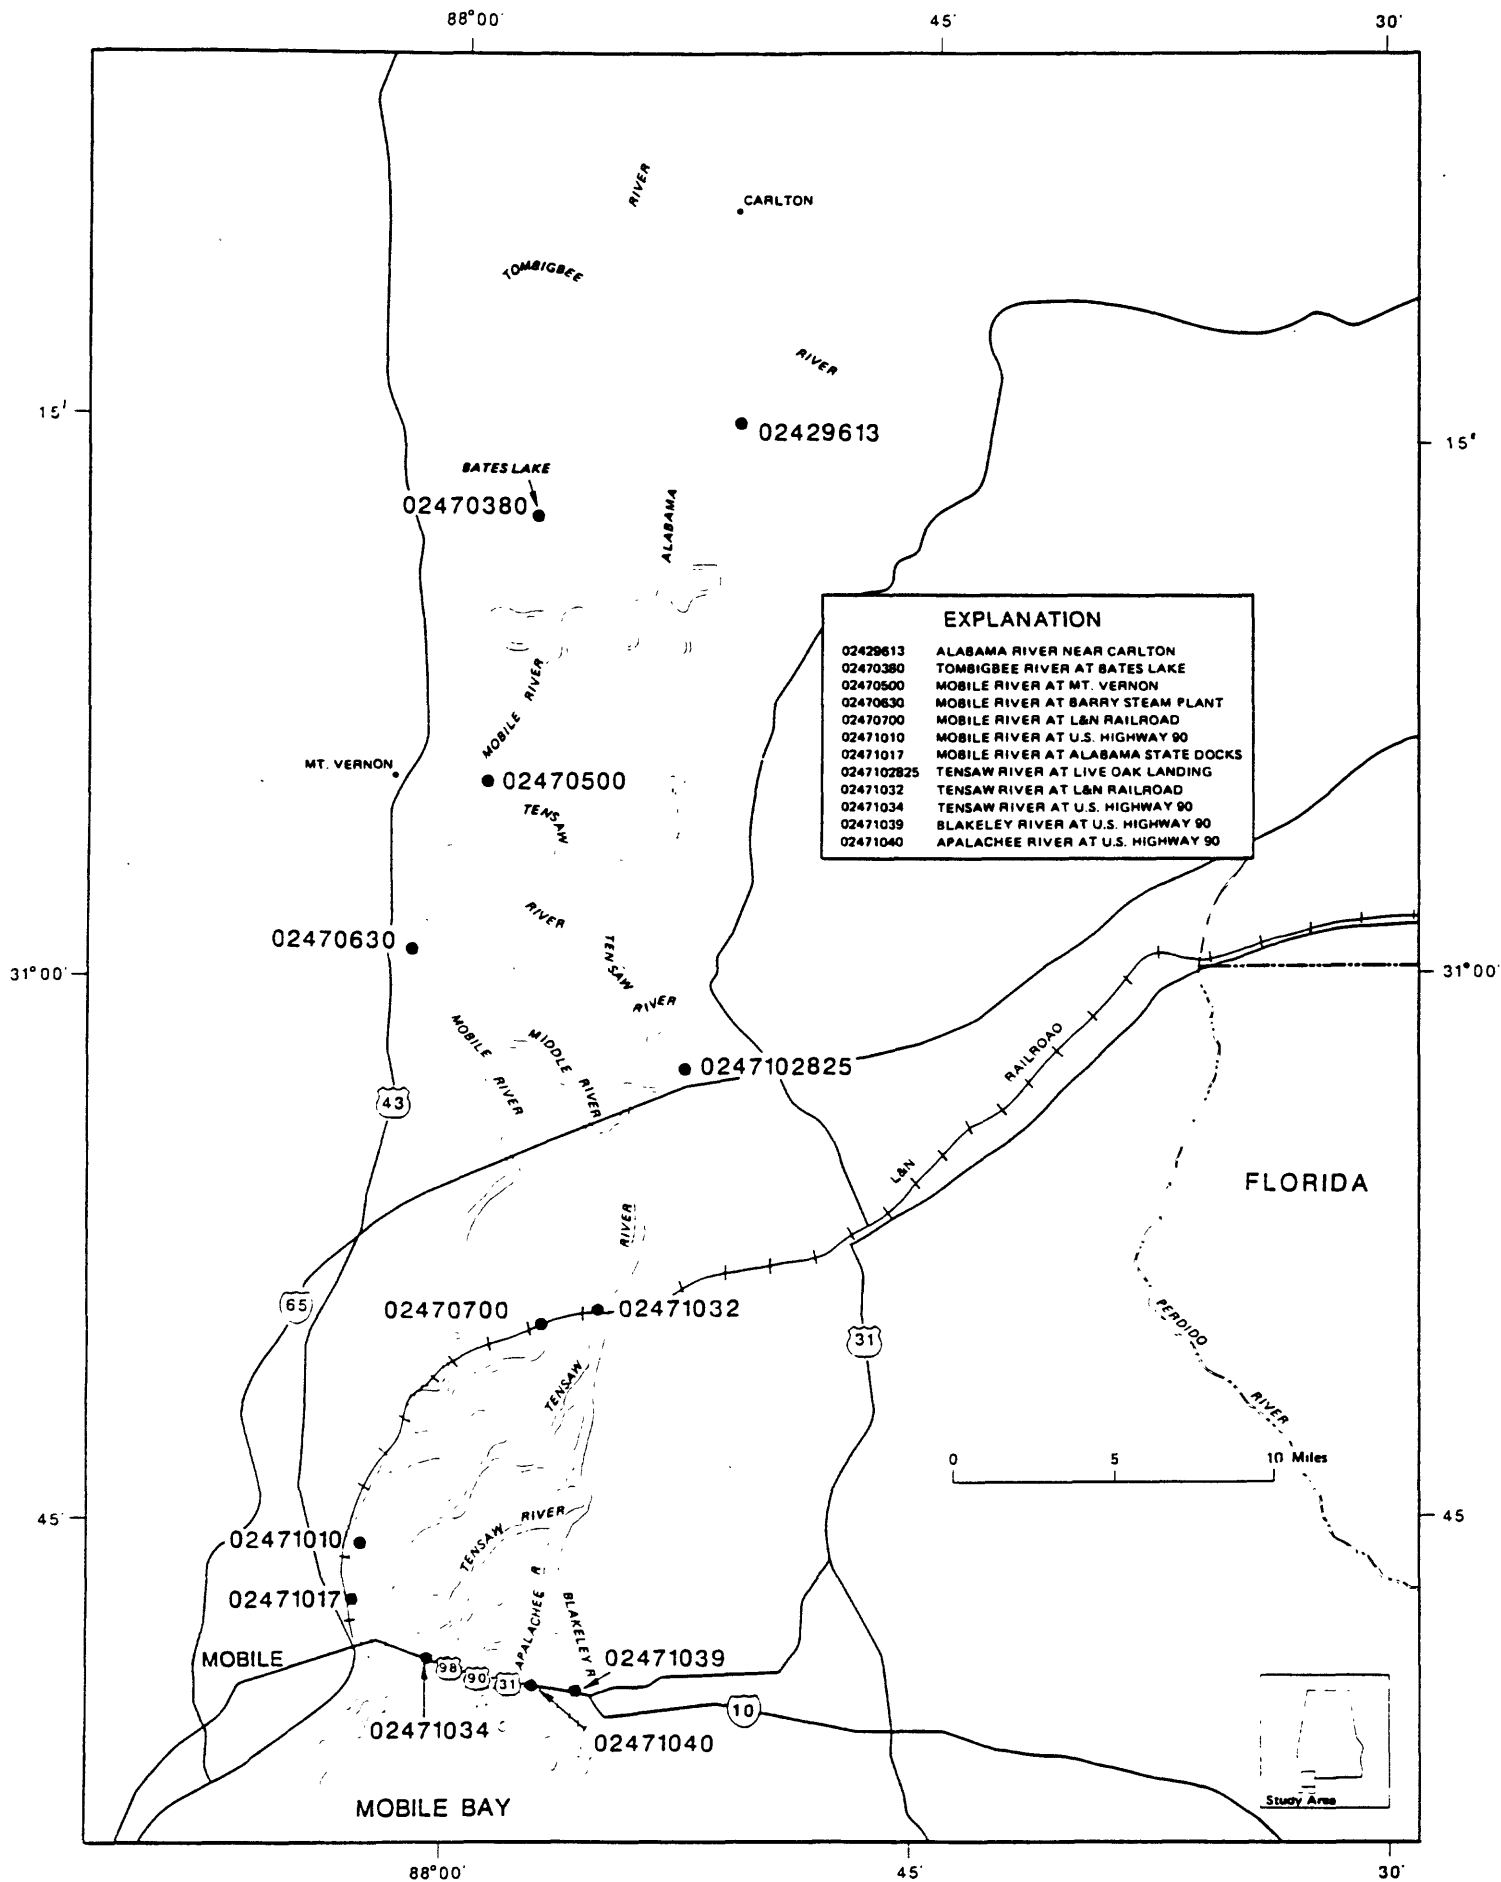 88°00'
45'
30'
RIVER
CARLTON
TOMBIGBEE
RIVER
15'
02429613
15'
BATES LAKE
02470380
ALABAMA
EXPLANATION
02429613 ALABAMA RIVER NEAR CARLTON
02470380 TOMBIGBEE RIVER AT BATES LAKE
02470500 MOBILE RIVER AT MT. VERNON
02470630 MOBILE RIVER AT BARRY STEAM PLANT
02470700 MOBILE RIVER AT L&N RAILROAD
02471010 MOBILE RIVER AT U.S. HIGHWAY 90
02471017 MOBILE RIVER AT ALABAMA STATE DOCKS
0247102825 TENSAW RIVER AT LIVE OAK LANDING
02471032 TENSAW RIVER AT L&N RAILROAD
02471034 TENSAW RIVER AT U.S. HIGHWAY 90
02471039 BLAKELEY RIVER AT U.S. HIGHWAY 90
02471040 APALACHEE RIVER AT U.S. HIGHWAY 90
MOBILE RIVER
MT. VERNON
02470500
TENSAW
RIVER
02470630
TENSAW
RIVER
31°00'
31°00'
MOBILE RIVER
MIDDLE RIVER
0247102825
L&N RAILROAD
43
FLORIDA
RIVER
65
02470700
02471032
31
PERDIDO
RIVER
TENSAW
0 5 10 Miles
45'
TENSAW RIVER
45
02471010
02471017
APALACHEE R
BLAKELEY R
MOBILE
98
90
31
02471039
02471034
02471040
10
Study Area
MOBILE BAY
88°00'
45'
30'